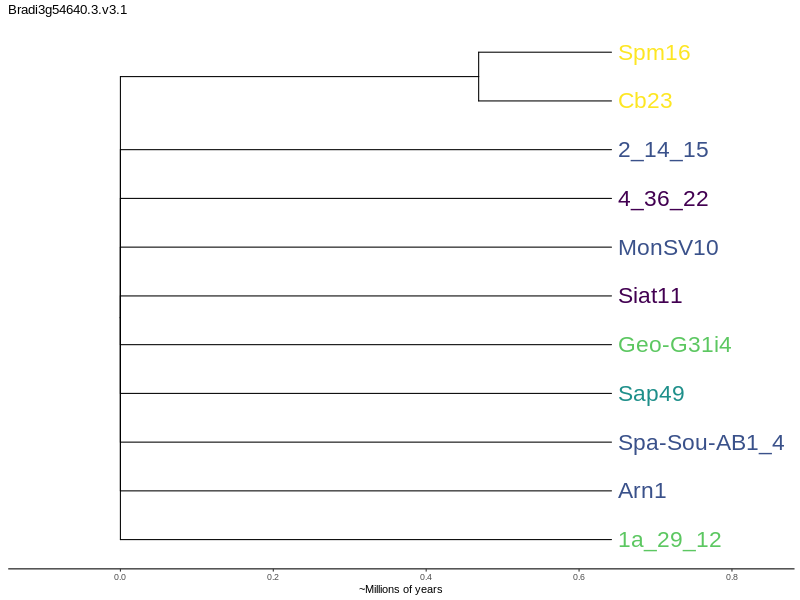 Bradi3g54640.3.v3.1
Spm16
Cb23
2_14_15
4_36_22
MonSV10
Siat11
Geo-G31i4
Sap49
Spa-Sou-AB1_4
Arn1
1a_29_12
0.0 0.2 0.4 0.6 0.8
~Millions of years